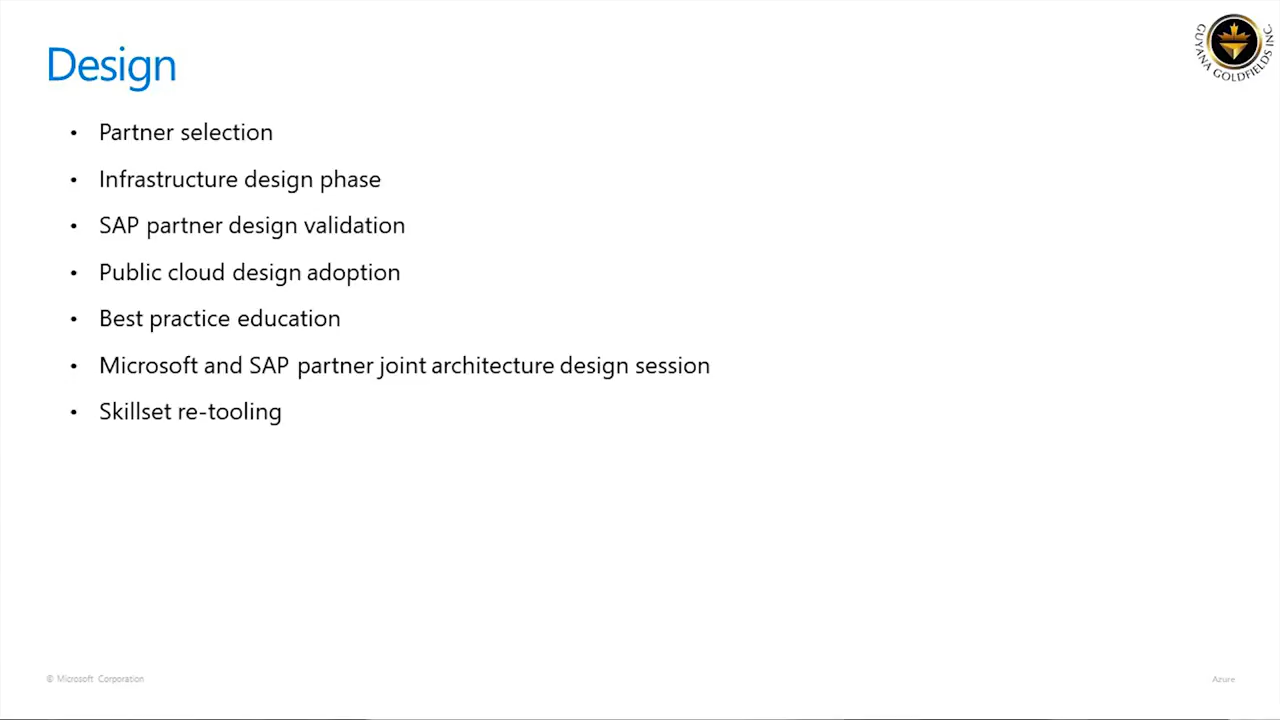 Design
GUYANA GOLDFIELDS INC.
• Partner selection
• Infrastructure design phase
• SAP partner design validation
• Public cloud design adoption
• Best practice education
• Microsoft and SAP partner joint architecture design session
• Skillset re-tooling
© Microsoft Corporation
Azure